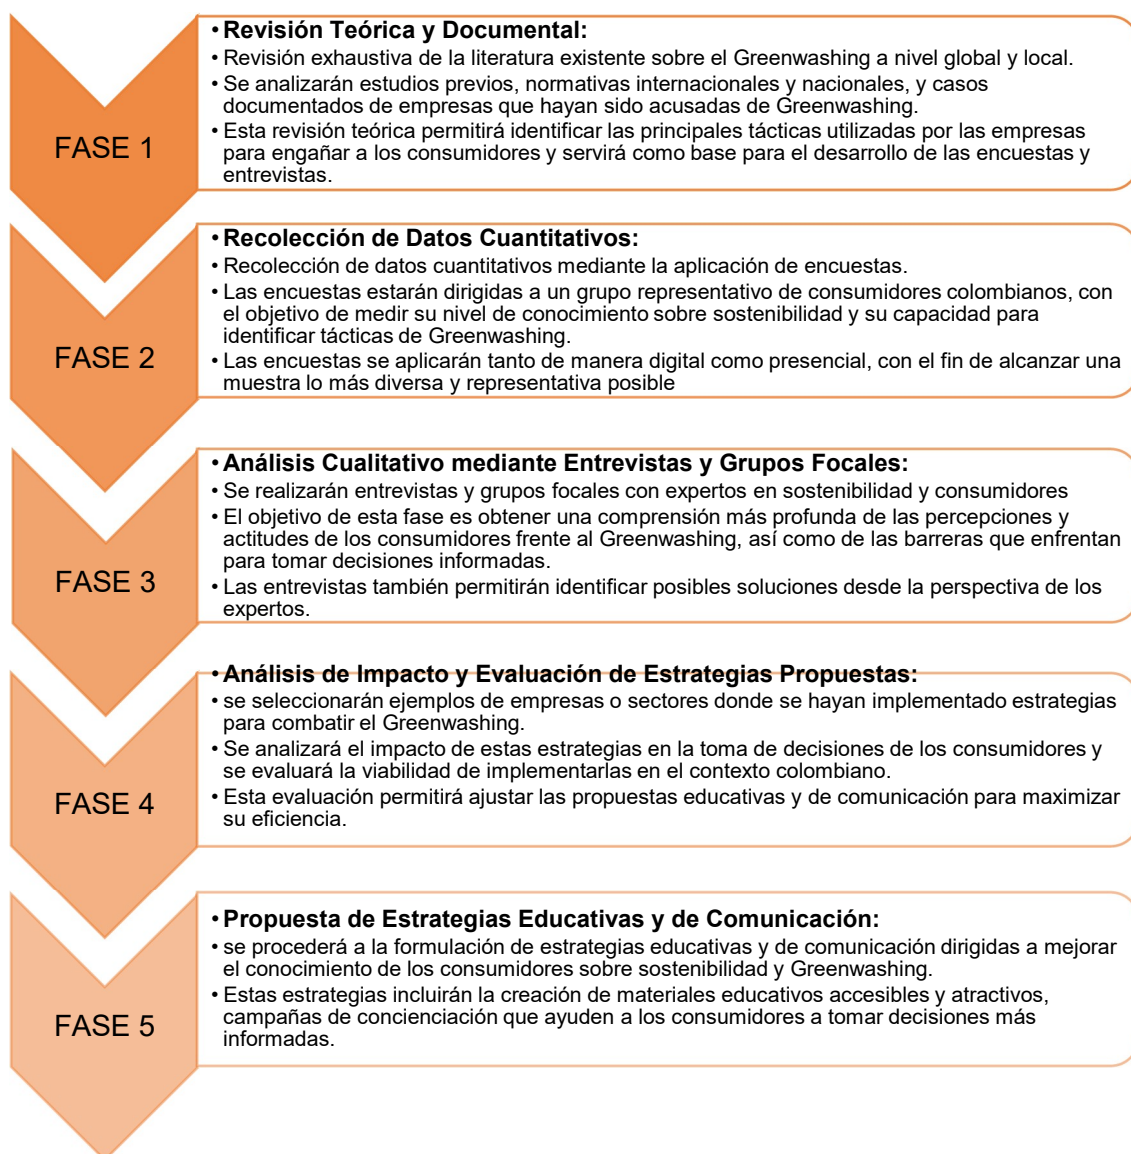 FASE 1
• Revisión Teórica y Documental:
• Revisión exhaustiva de la literatura existente sobre el Greenwashing a nivel global y local.
• Se analizarán estudios previos, normativas internacionales y nacionales, y casos
documentados de empresas que hayan sido acusadas de Greenwashing.
• Esta revisión teórica permitirá identificar las principales tácticas utilizadas por las empresas
para engañar a los consumidores y servirá como base para el desarrollo de las encuestas y
entrevistas.
FASE 2
• Recolección de Datos Cuantitativos:
• Recolección de datos cuantitativos mediante la aplicación de encuestas.
• Las encuestas estarán dirigidas a un grupo representativo de consumidores colombianos, con
el objetivo de medir su nivel de conocimiento sobre sostenibilidad y su capacidad para
identificar tácticas de Greenwashing.
• Las encuestas se aplicarán tanto de manera digital como presencial, con el fin de alcanzar una
muestra lo más diversa y representativa posible
FASE 3
• Análisis Cualitativo mediante Entrevistas y Grupos Focales:
• Se realizarán entrevistas y grupos focales con expertos en sostenibilidad y consumidores
• El objetivo de esta fase es obtener una comprensión más profunda de las percepciones y
actitudes de los consumidores frente al Greenwashing, así como de las barreras que enfrentan
para tomar decisiones informadas.
• Las entrevistas también permitirán identificar posibles soluciones desde la perspectiva de los
expertos.
FASE 4
• Análisis de Impacto y Evaluación de Estrategias Propuestas:
• se seleccionarán ejemplos de empresas o sectores donde se hayan implementado estrategias
para combatir el Greenwashing.
• Se analizará el impacto de estas estrategias en la toma de decisiones de los consumidores y
se evaluará la viabilidad de implementarlas en el contexto colombiano.
• Esta evaluación permitirá ajustar las propuestas educativas y de comunicación para maximizar
su eficiencia.
FASE 5
• Propuesta de Estrategias Educativas y de Comunicación:
• se procederá a la formulación de estrategias educativas y de comunicación dirigidas a mejorar
el conocimiento de los consumidores sobre sostenibilidad y Greenwashing.
• Estas estrategias incluirán la creación de materiales educativos accesibles y atractivos,
campañas de concienciación que ayuden a los consumidores a tomar decisiones más
informadas.